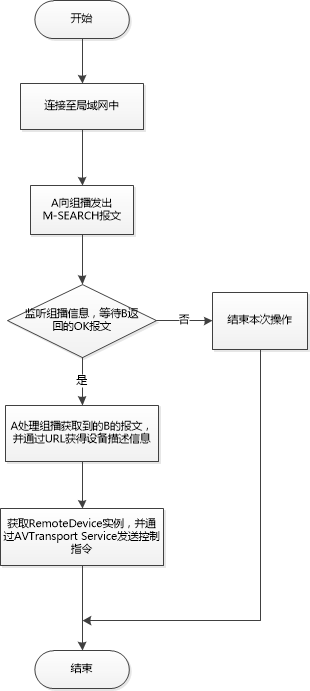 开始
连接至局域网中
A向组播发出
M-SEARCH报文
监听组播信息，等待B返
回的OK报文
否
结束本次操作
是
A处理组播获取到的B的报文，
并通过URL获得设备描述信息
获取RemoteDevice实例，并通
过AVTransport Service发送控制
指令
结束